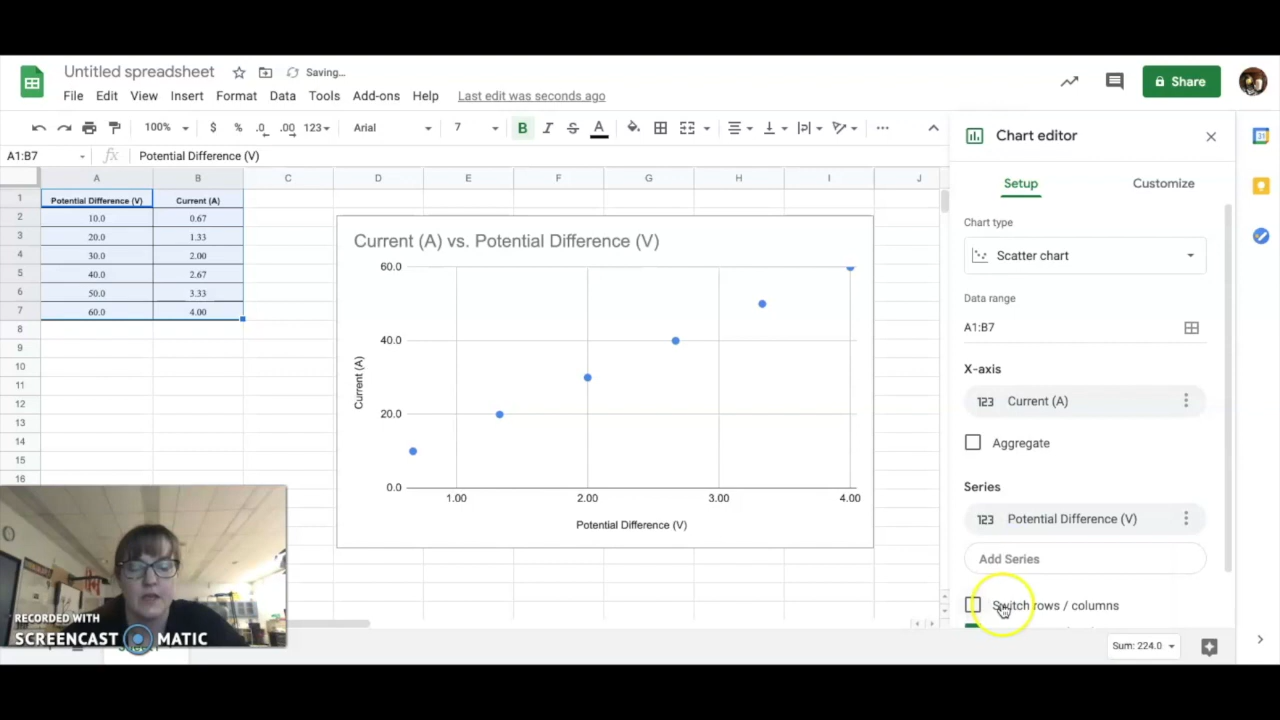 Untitled spreadsheet Saving... Share
File Edit View Insert Format Data Tools Add-ons Help Last edit was seconds ago
100% $ % .0 .00 123 Arial 7 B I S A
A1:B7 fx Potential Difference (V)
A B C D E F G H I J
1 Potential Difference (V) Current (A)
2 10.0 0.67
3 20.0 1.33
4 30.0 2.00
5 40.0 2.67
6 50.0 3.33
7 60.0 4.00
8
9
10
11
12
13
14
15
16
Current (A) vs. Potential Difference (V)
60.0
40.0
20.0
0.0
Current (A)
1.00 2.00 3.00 4.00
Potential Difference (V)
Chart editor
Setup Customize
Chart type
Scatter chart
Data range
A1:B7
X-axis
123 Current (A)
Aggregate
Series
123 Potential Difference (V)
Add Series
Switch rows / columns
Sum: 224.0
31
RECORDED WITH
SCREENCAST MATIC